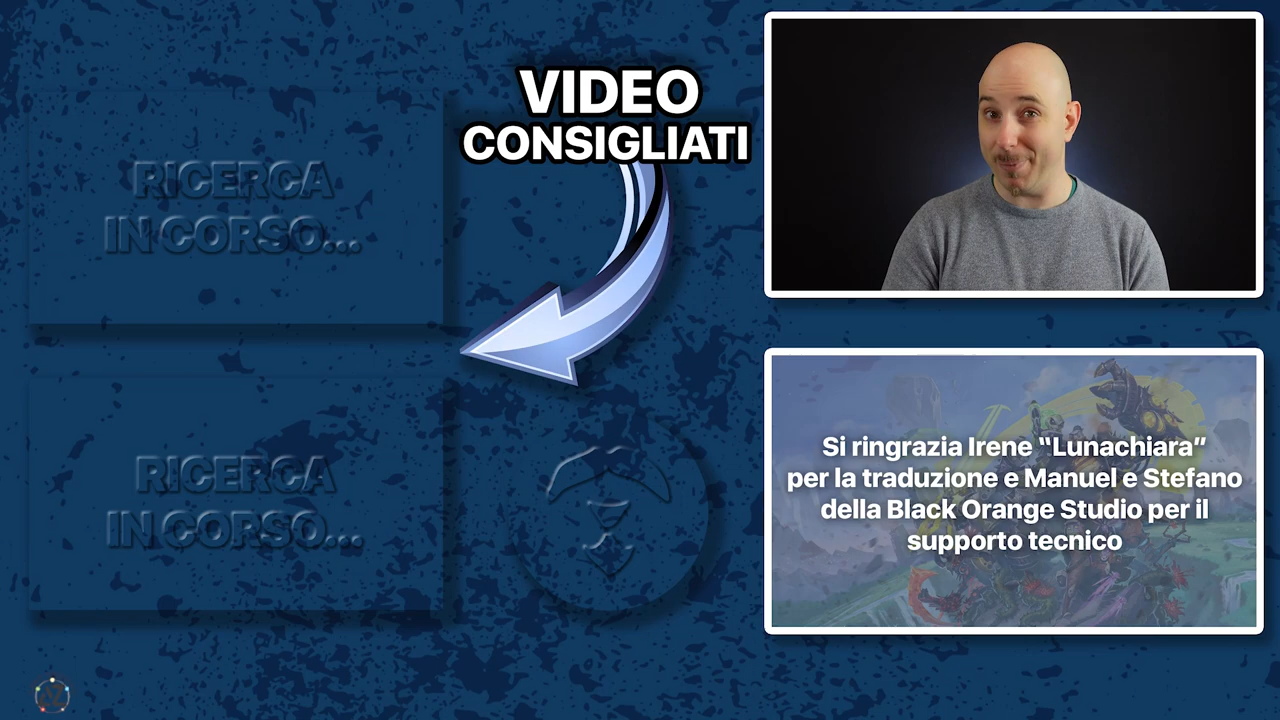 VIDEO
CONSIGLIATI
RICERCA
IN CORSO...
RICERCA
IN CORSO...
Si ringrazia Irene “Lunachiara”
per la traduzione e Manuel e Stefano
della Black Orange Studio per il
supporto tecnico